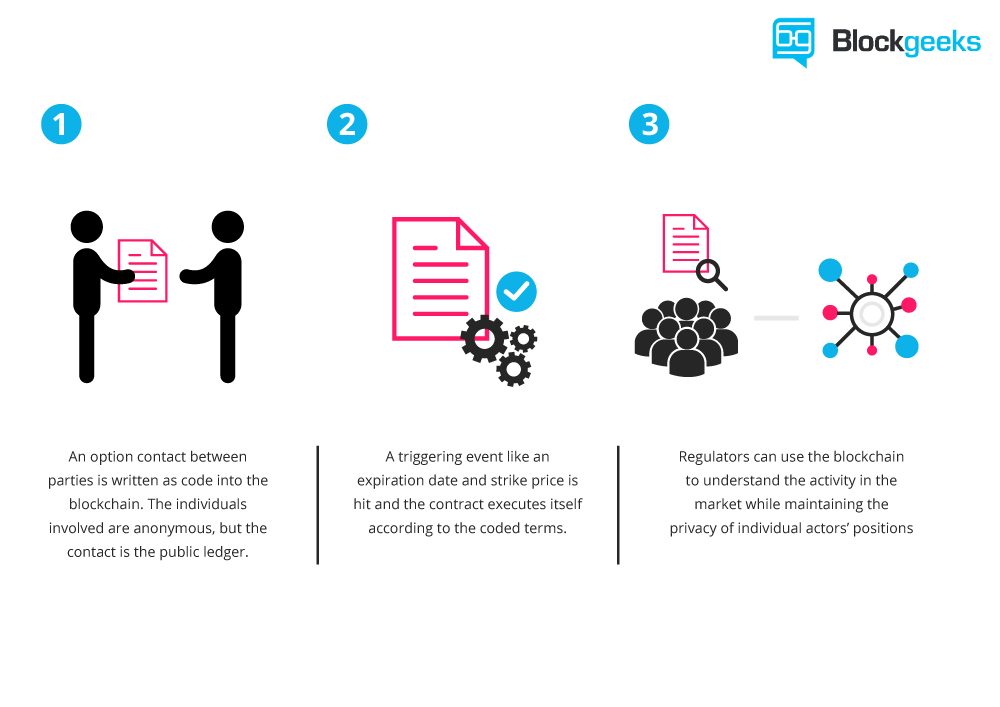 Blockgeeks
1
2
3
An option contact between
parties is written as code into the
blockchain. The individuals
involved are anonymous, but the
contact is the public ledger.
A triggering event like an
expiration date and strike price is
hit and the contract executes itself
according to the coded terms.
Regulators can use the blockchain
to understand the activity in the
market while maintaining the
privacy of individual actors’ positions